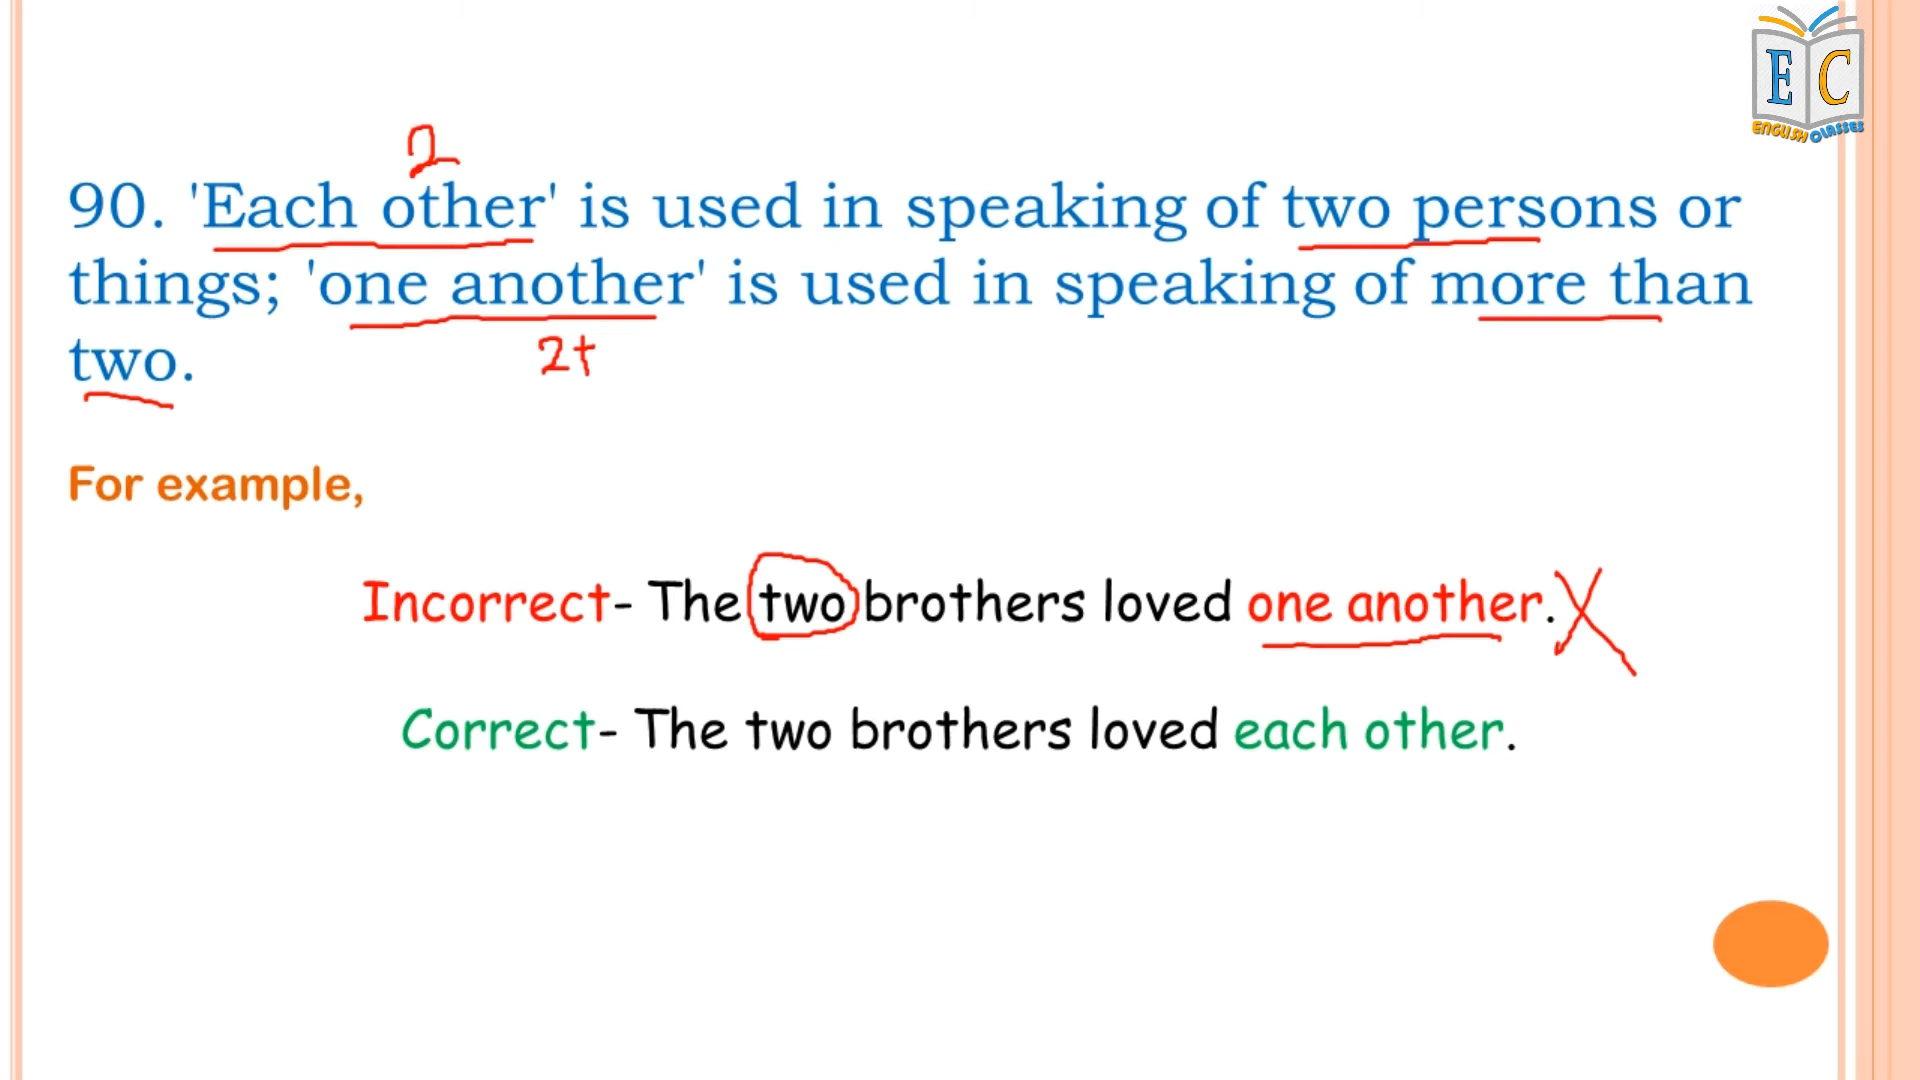 E C
ENGLISH CLASSES
2
90. 'Each other' is used in speaking of two persons or
things; 'one another' is used in speaking of more than
2+
two.
For example,
Incorrect- The two brothers loved one another. X
Correct- The two brothers loved each other.